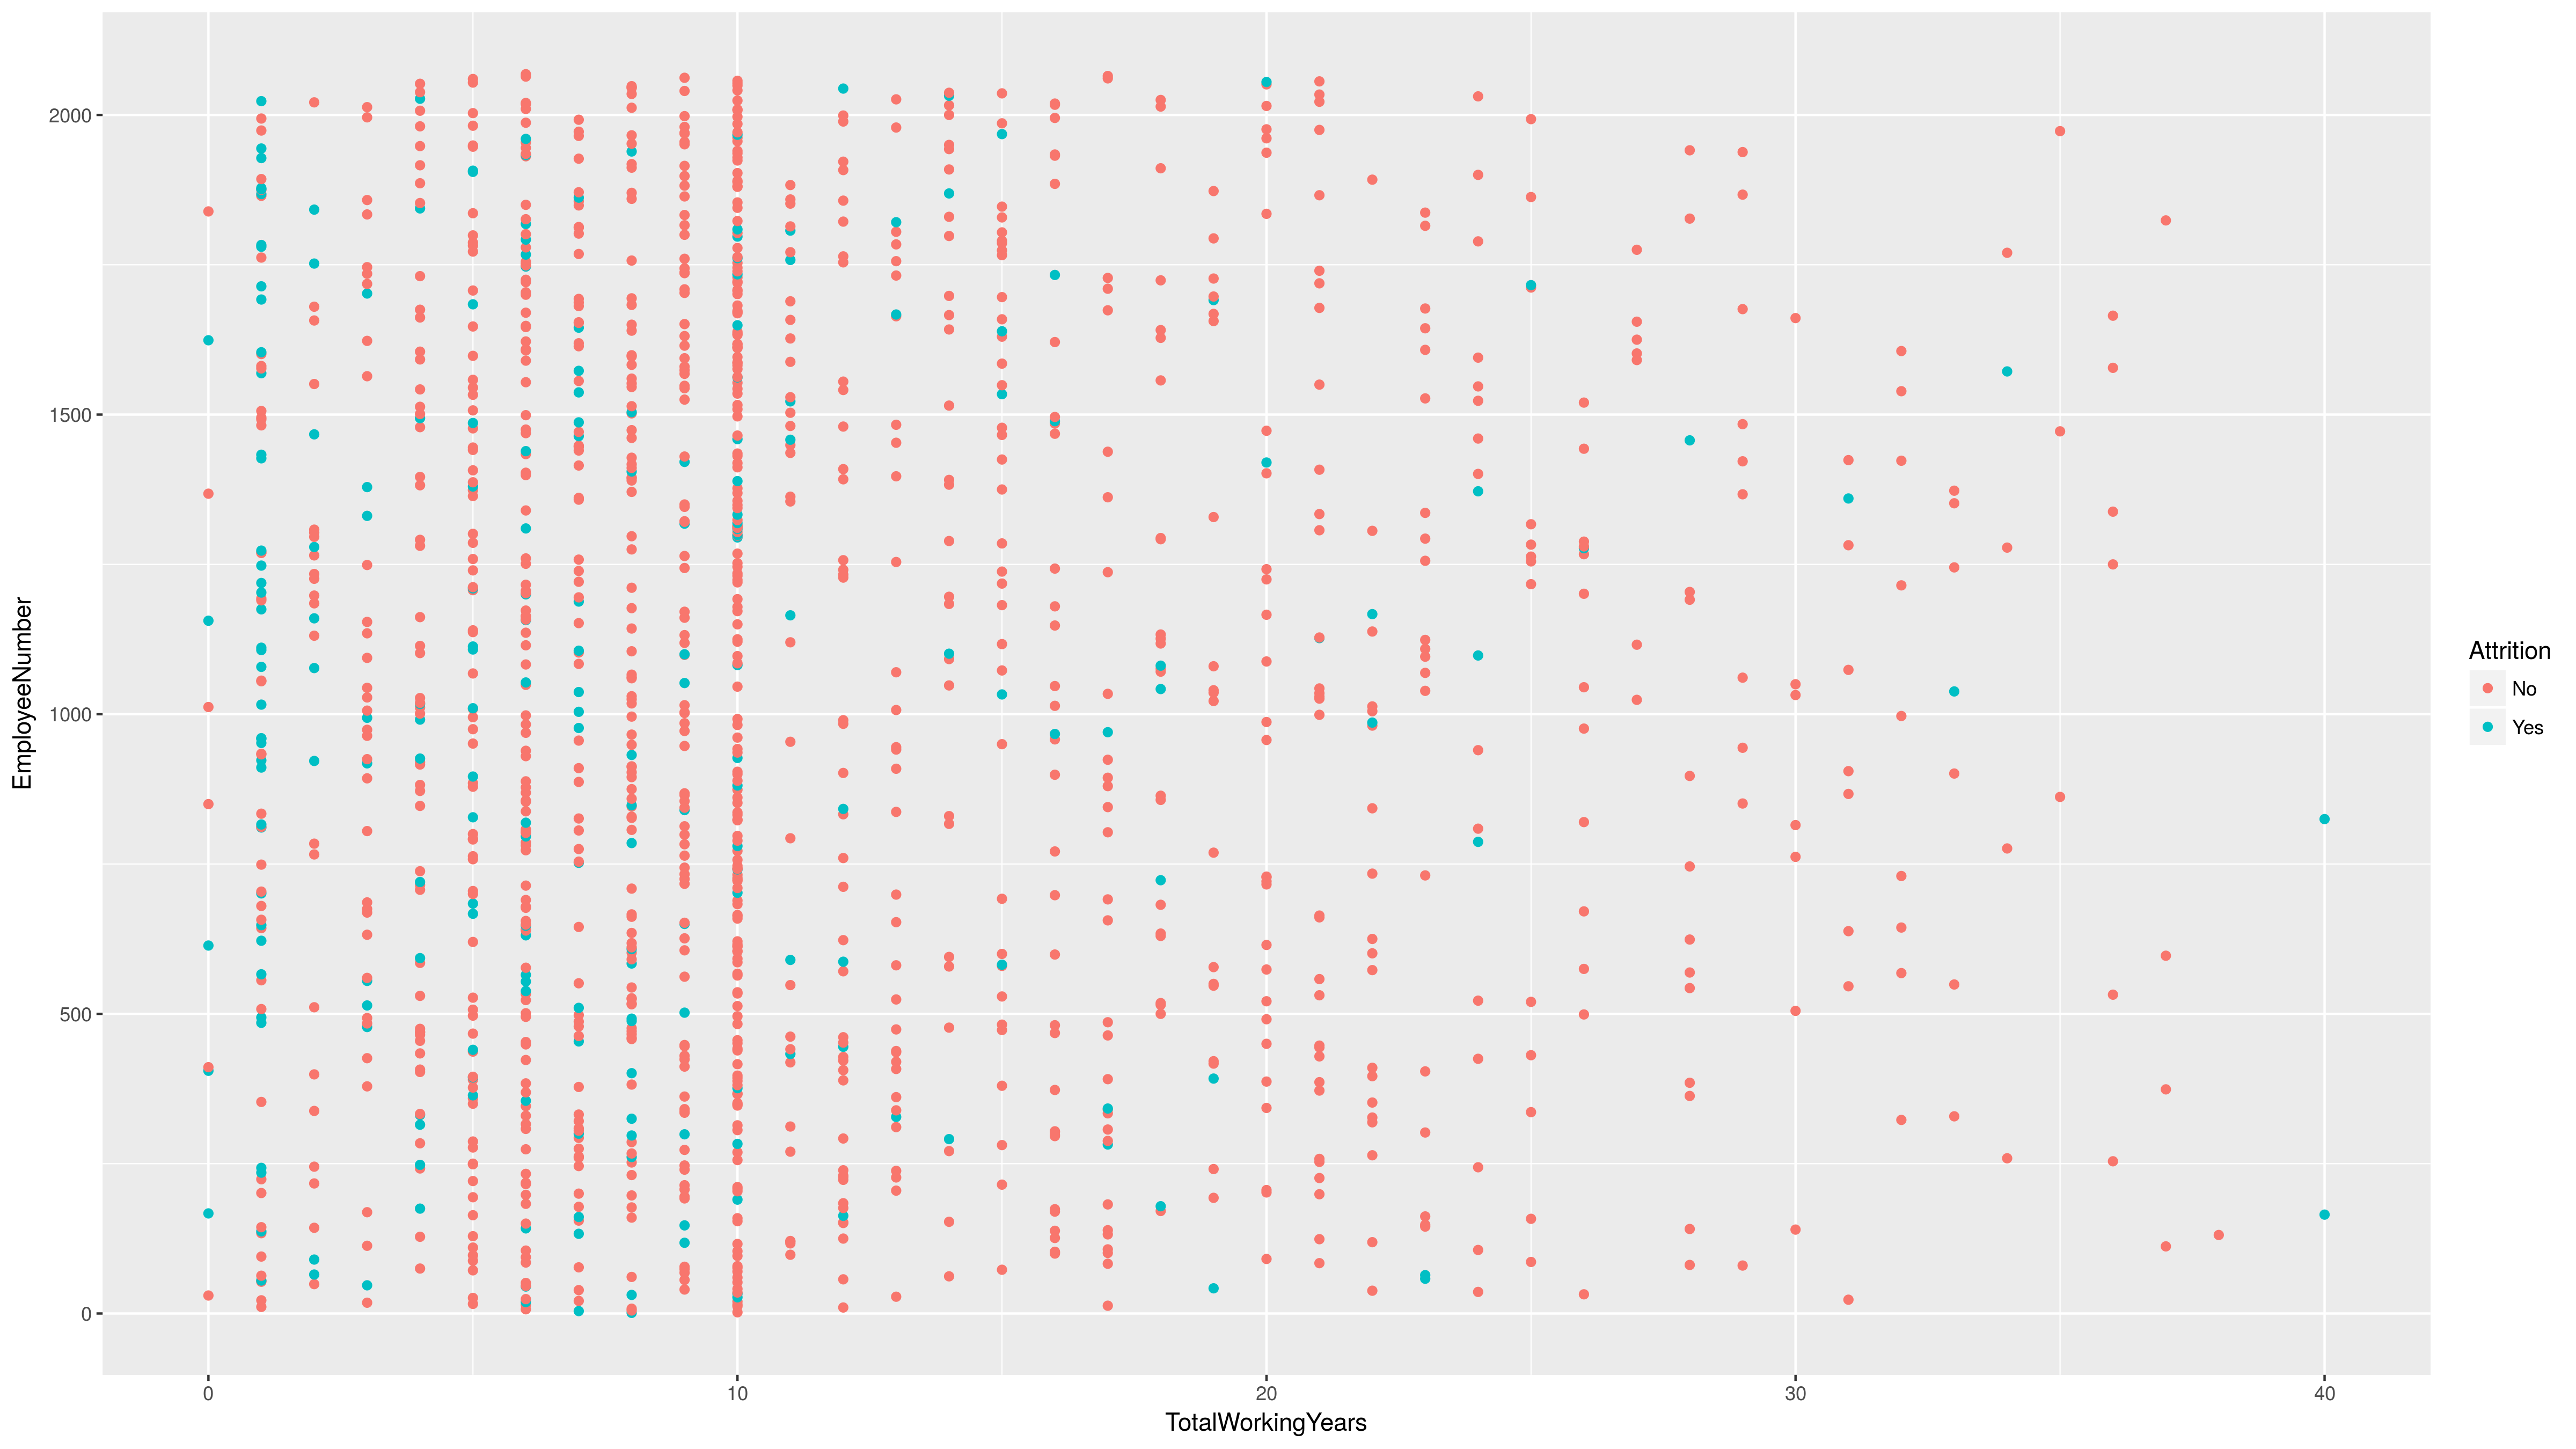 2000
1500
1000
500
0
EmployeeNumber
0 10 20 30 40
TotalWorkingYears
Attrition
No
Yes